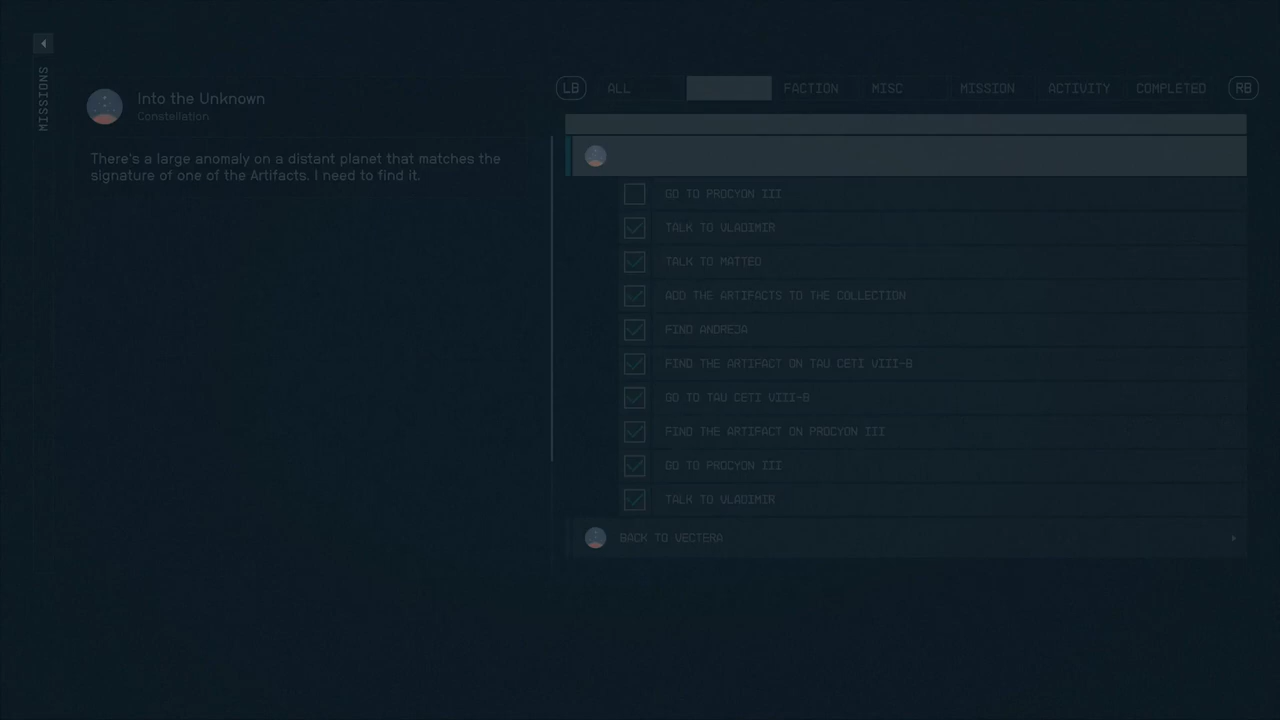 MISSIONS
Into the Unknown
Constellation
There's a large anomaly on a distant planet that matches the
signature of one of the Artifacts. I need to find it.
LB ALL FACTION MISC MISSION ACTIVITY COMPLETED RB
GO TO PROCYON III
TALK TO VLADIMIR
TALK TO MATTEO
ADD THE ARTIFACTS TO THE COLLECTION
FIND ANDREJA
FIND THE ARTIFACT ON TAU CETI VIII-B
GO TO TAU CETI VIII-B
FIND THE ARTIFACT ON PROCYON III
GO TO PROCYON III
TALK TO VLADIMIR
BACK TO VECTERA